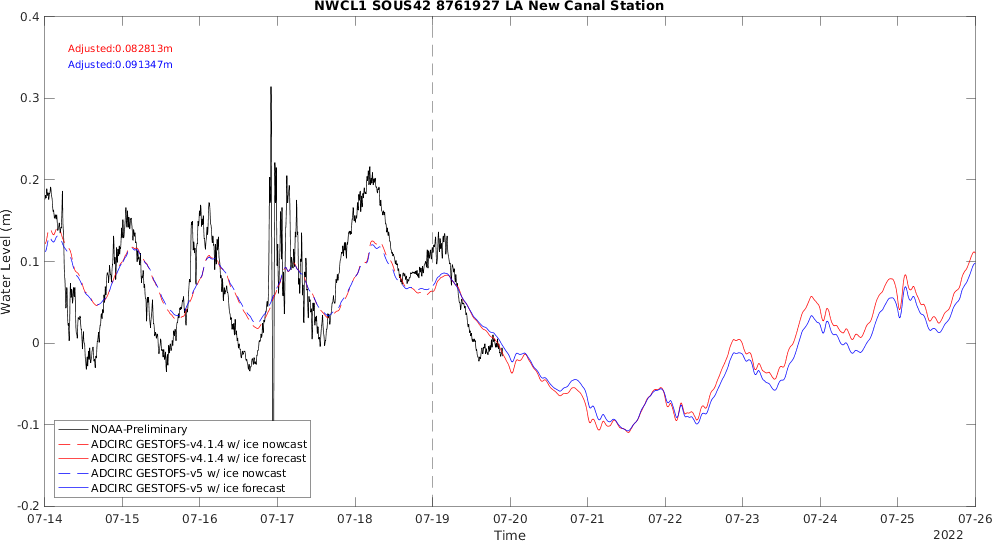 NWCL1 SOUS42 8761927 LA New Canal Station
0.4
Adjusted:0.082813m
Adjusted:0.091347m
0.3
0.2
0.1
0
-0.1
-0.2
Water Level (m)
NOAA-Preliminary
ADCIRC GESTOFS-v4.1.4 w/ ice nowcast
ADCIRC GESTOFS-v4.1.4 w/ ice forecast
ADCIRC GESTOFS-v5 w/ ice nowcast
ADCIRC GESTOFS-v5 w/ ice forecast
07-14 07-15 07-16 07-17 07-18 07-19 07-20 07-21 07-22 07-23 07-24 07-25 07-26
Time
2022